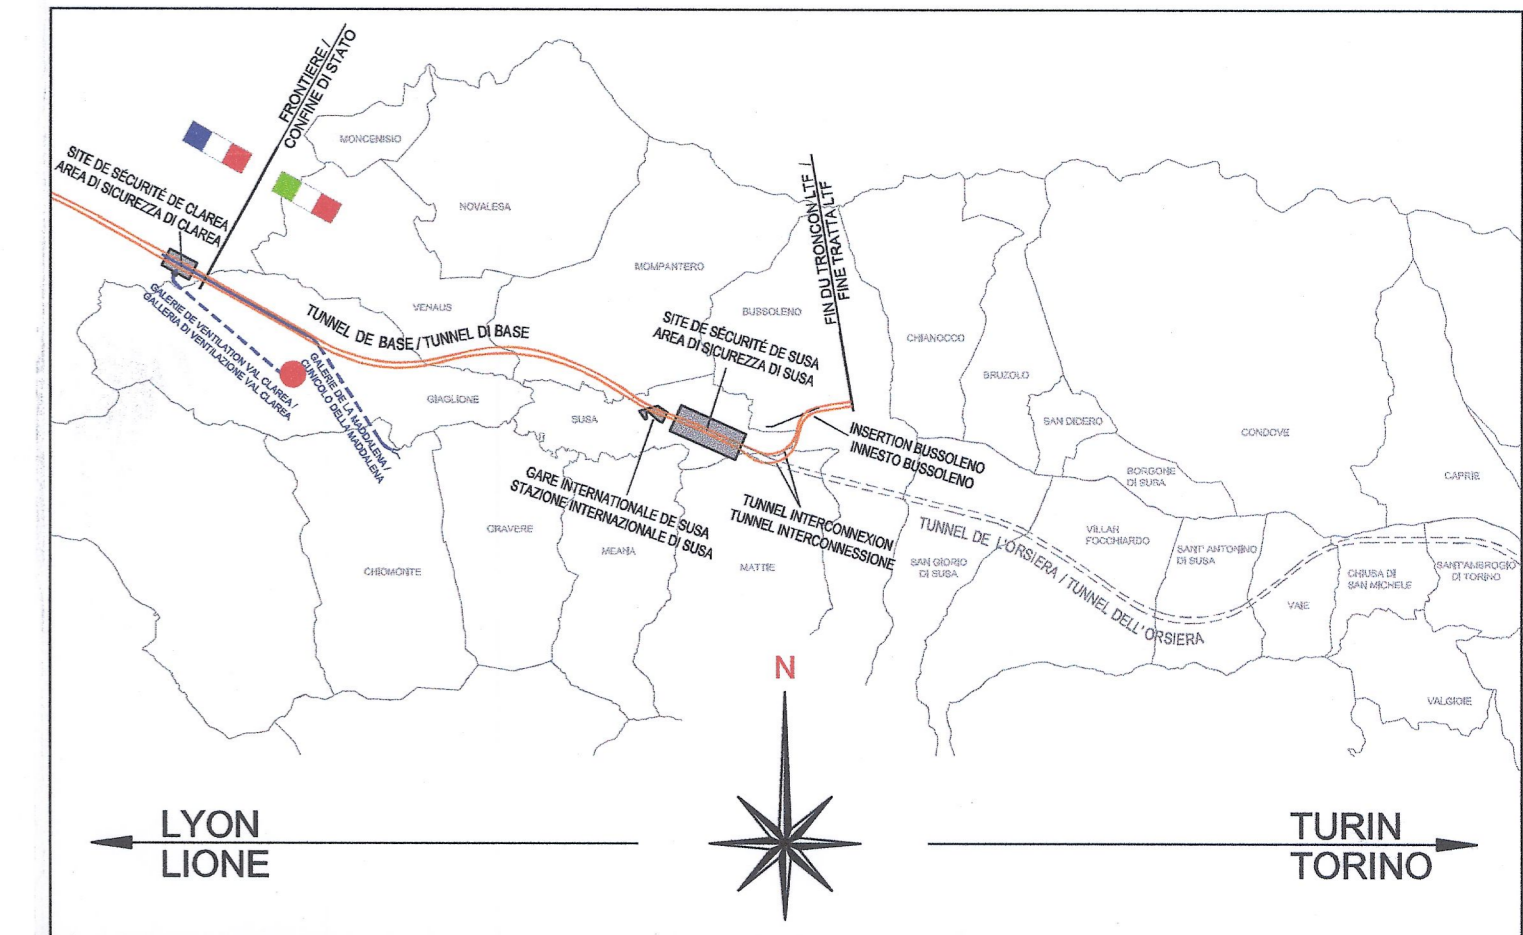 FRONTIERE /
CONFINE DI STATO
MONCENISIO
SITE DE SÉCURITÉ DE CLAREA
AREA DI SICUREZZA DI CLAREA
NOVALESA
FIN DU TRONCON LTF /
FINE TRATTA LTF
MOMPANTERO
VENAUS
BUSSOLENO
TUNNEL DE BASE/TUNNEL DI BASE
SITE DE SÉCURITÉ DE SUSA
AREA DI SICUREZZA DI SUSA
CHIANOCCO
BRUZOLO
GALERIE DE VENTILATION VAL CLAREA /
GALLERIA DI VENTILAZIONE VAL CLAREA
GALERIE DE LA MADDALENA /
CUNICOLO DELLA MADDALENA
GIAGLIONE
SUSA
SAN DIDERO
CONDOVE
INSERTION BUSSOLENO
INNESTO BUSSOLENO
GARE INTERNATIONALE DE SUSA
STAZIONE INTERNAZIONALE DI SUSA
BORGONE
DI SUSA
CAPRIE
TUNNEL INTERCONNEXION
TUNNEL INTERCONNESSIONE
GRAVERE
MEANA
MATTIE
CHIOMONTE
TUNNEL DE L'ORSIERA / TUNNEL DELL'ORSIERA
SAN GIORIO
DI SUSA
VILLAR
FOCCHIARDO
SANT'ANTONINO
DI SUSA
VAIE
CHIUSA DI
SAN MICHELE
SANT'AMBROGIO
DI TORINO
VALGIOIE
N
LYON
LIONE
TURIN
TORINO